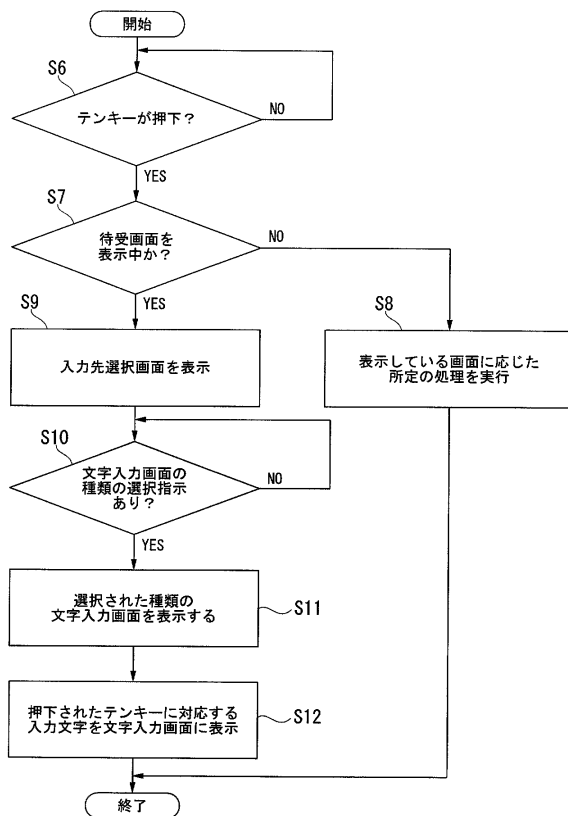 開始
S6
テンキーが押下？
NO
YES
S7
待受画面を
表示中か？
NO
YES
S9
入力先選択画面を表示
S8
表示している画面に応じた
所定の処理を実行
S10
文字入力画面の
種類の選択指示
あり？
NO
YES
選択された種類の
文字入力画面を表示する
S11
押下されたテンキーに対応する
入力文字を文字入力画面に表示
S12
終了